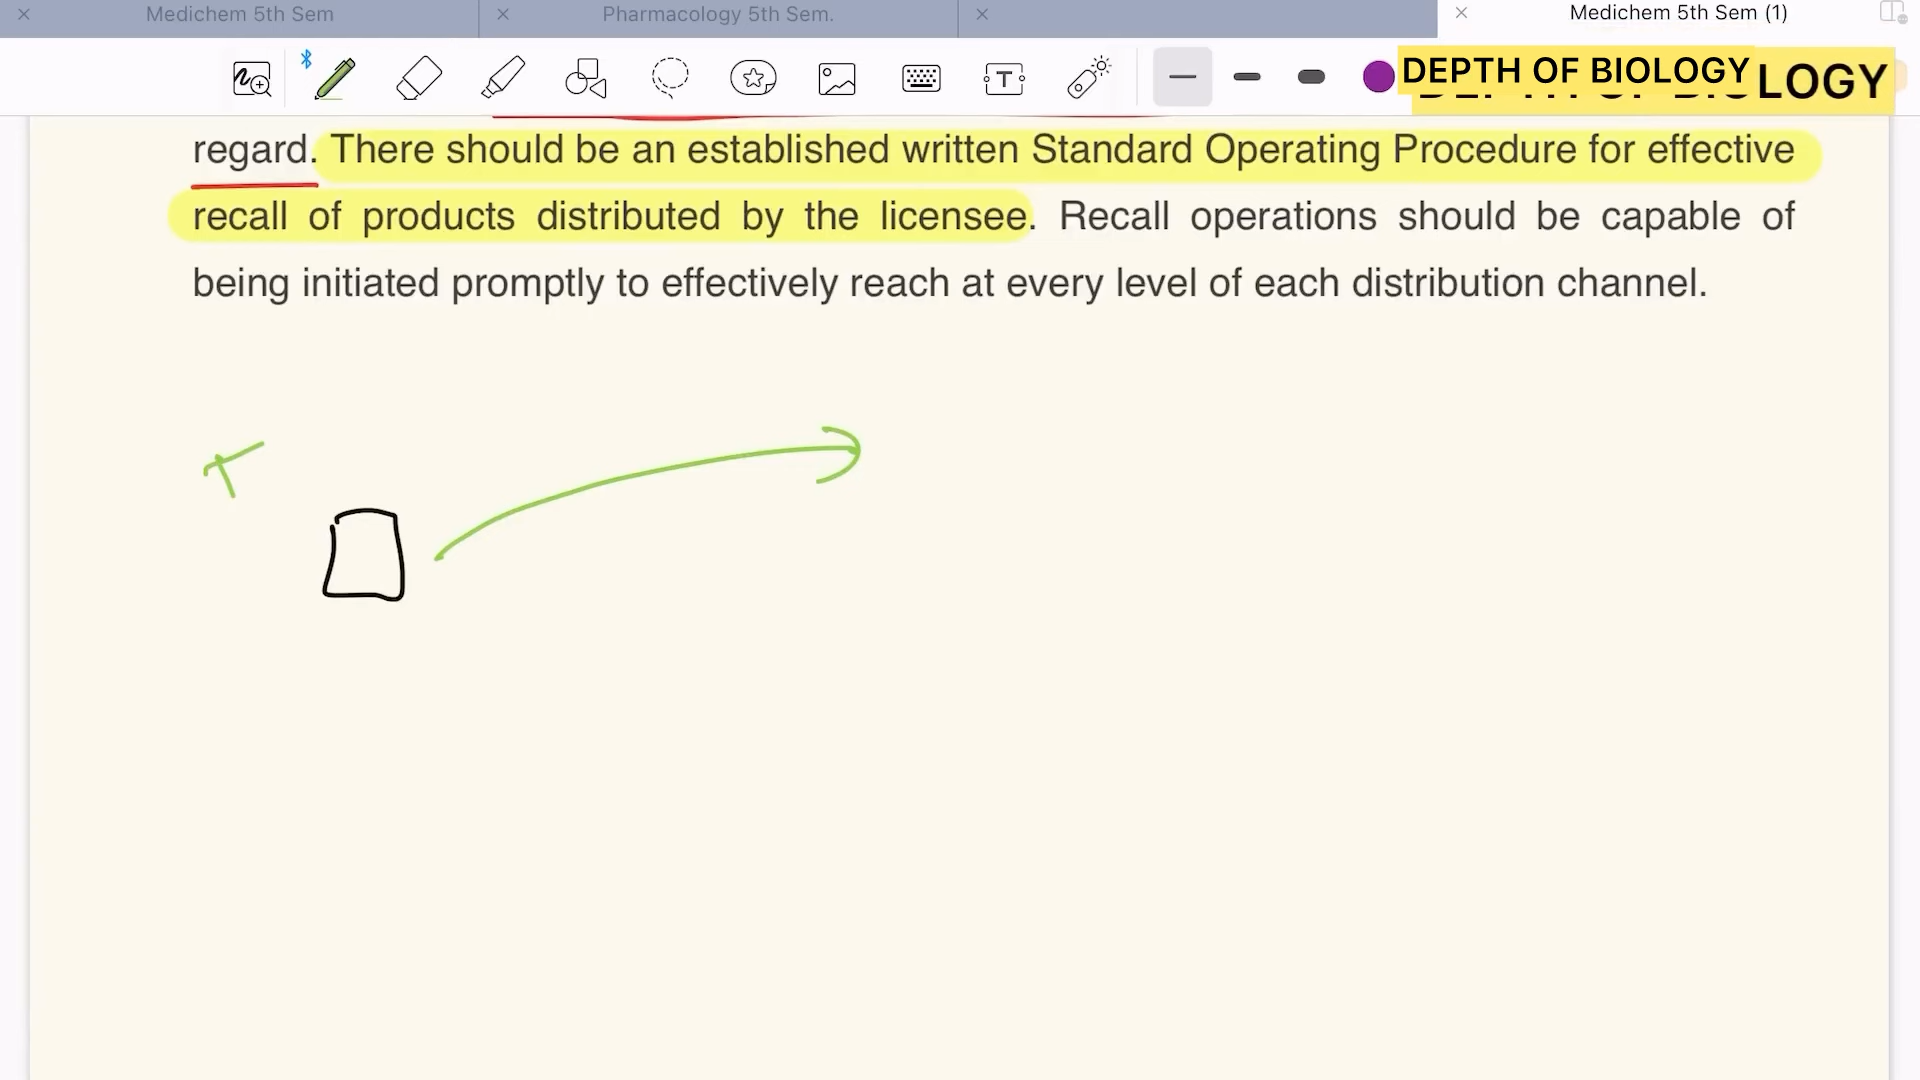 Medichem 5th Sem
Pharmacology 5th Sem.
Medichem 5th Sem (1)
DEPTH OF BIOLOGY
LOGY
regard. There should be an established written Standard Operating Procedure for effective
recall of products distributed by the licensee. Recall operations should be capable of
being initiated promptly to effectively reach at every level of each distribution channel.